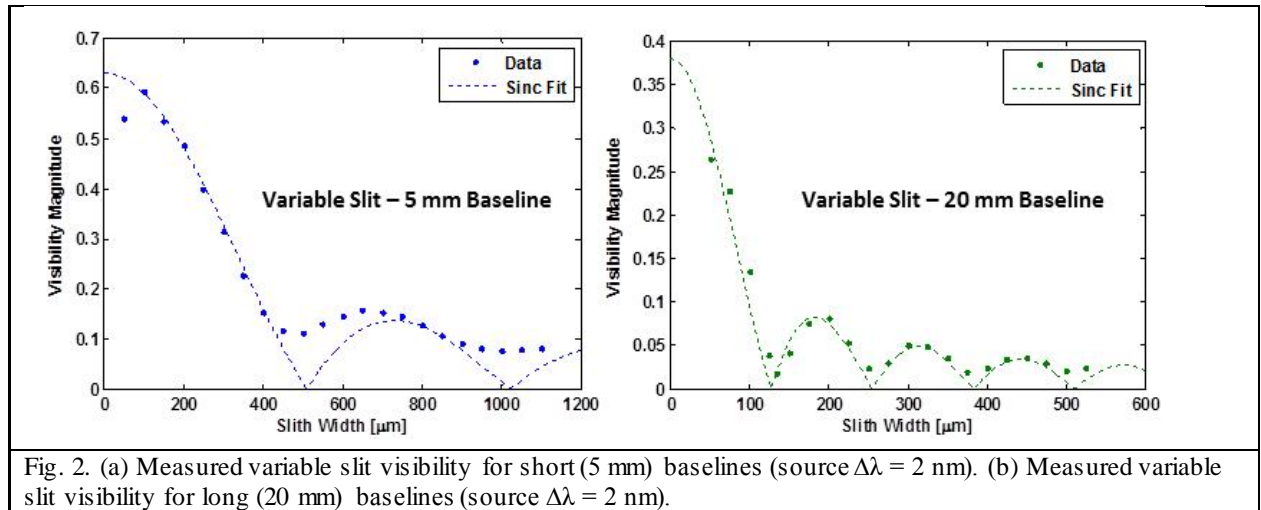 0.7
0.6
0.5
0.4
0.3
0.2
0.1
0
Visibility Magnitude
Data
Sinc Fit
Variable Slit – 5 mm Baseline
0 200 400 600 800 1000 1200
Slith Width [μm]
0.4
0.35
0.3
0.25
0.2
0.15
0.1
0.05
0
Visibility Magnitude
Data
Sinc Fit
Variable Slit – 20 mm Baseline
0 100 200 300 400 500 600
Slith Width [μm]
Fig. 2. (a) Measured variable slit visibility for short (5 mm) baselines (source Δλ = 2 nm). (b) Measured variable
slit visibility for long (20 mm) baselines (source Δλ = 2 nm).